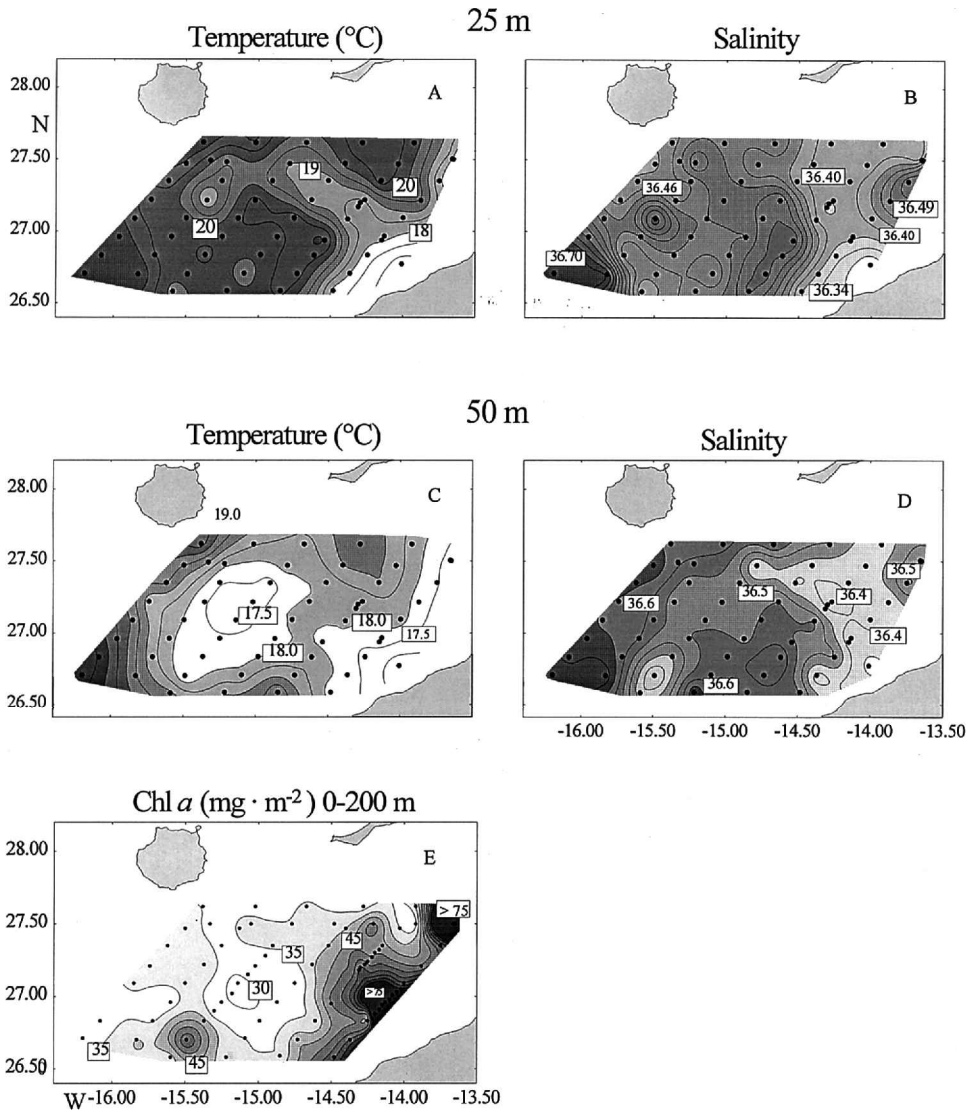 25 m
Temperature (°C)
Salinity
28.00
N
27.50
27.00
26.50
A
19
20
20
18
B
36.46
36.40
36.49
36.40
36.70
36.34
50 m
Temperature (°C)
Salinity
28.00
27.50
27.00
26.50
C
19.0
17.5
18.0
18.0
17.5
D
36.5
36.5
36.4
36.6
36.4
36.6
-16.00 -15.50 -15.00 -14.50 -14.00 -13.50
Chl a (mg · m-2) 0-200 m
28.00
27.50
27.00
26.50
E
> 75
45
35
30
>75
35
45
W -16.00 -15.50 -15.00 -14.50 -14.00 -13.50